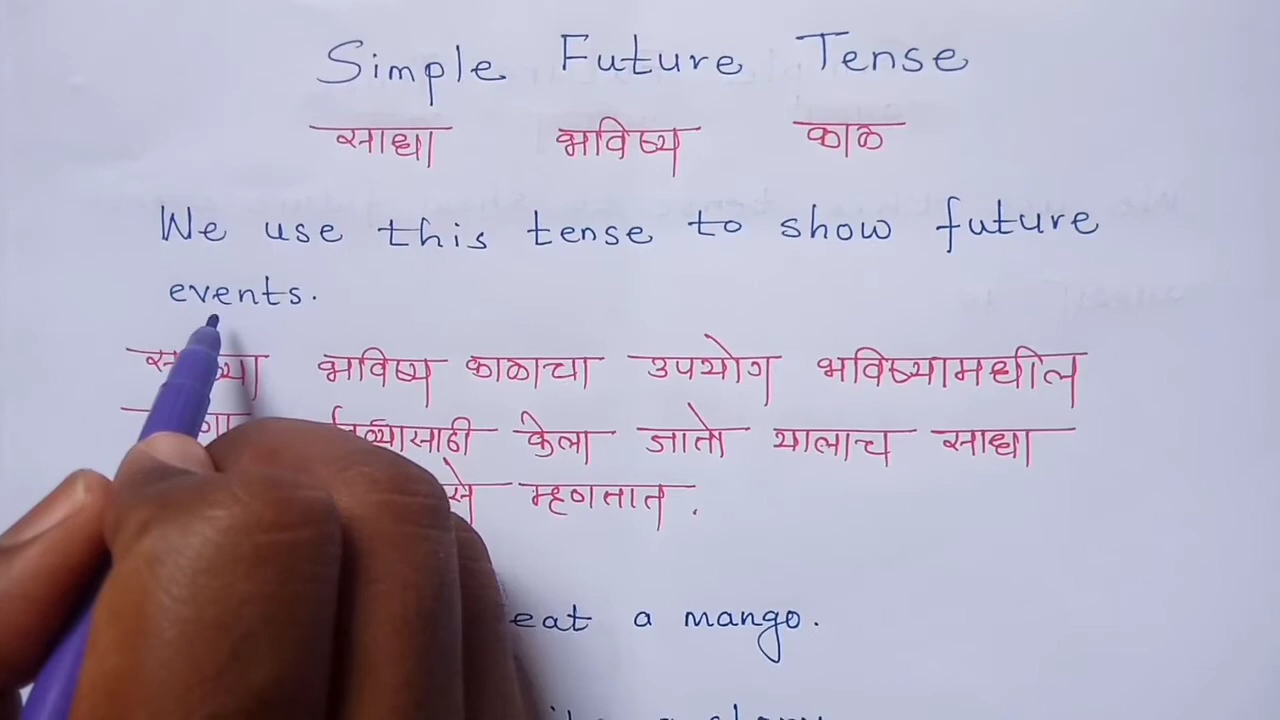 Simple Future Tense
साधा भविष्य काळ
We use this tense to show future
events.
भविष्य काळाचा उपयोग भविष्यामधील
केला जातो यालाच साधा
म्हणतात.
eat a mango.